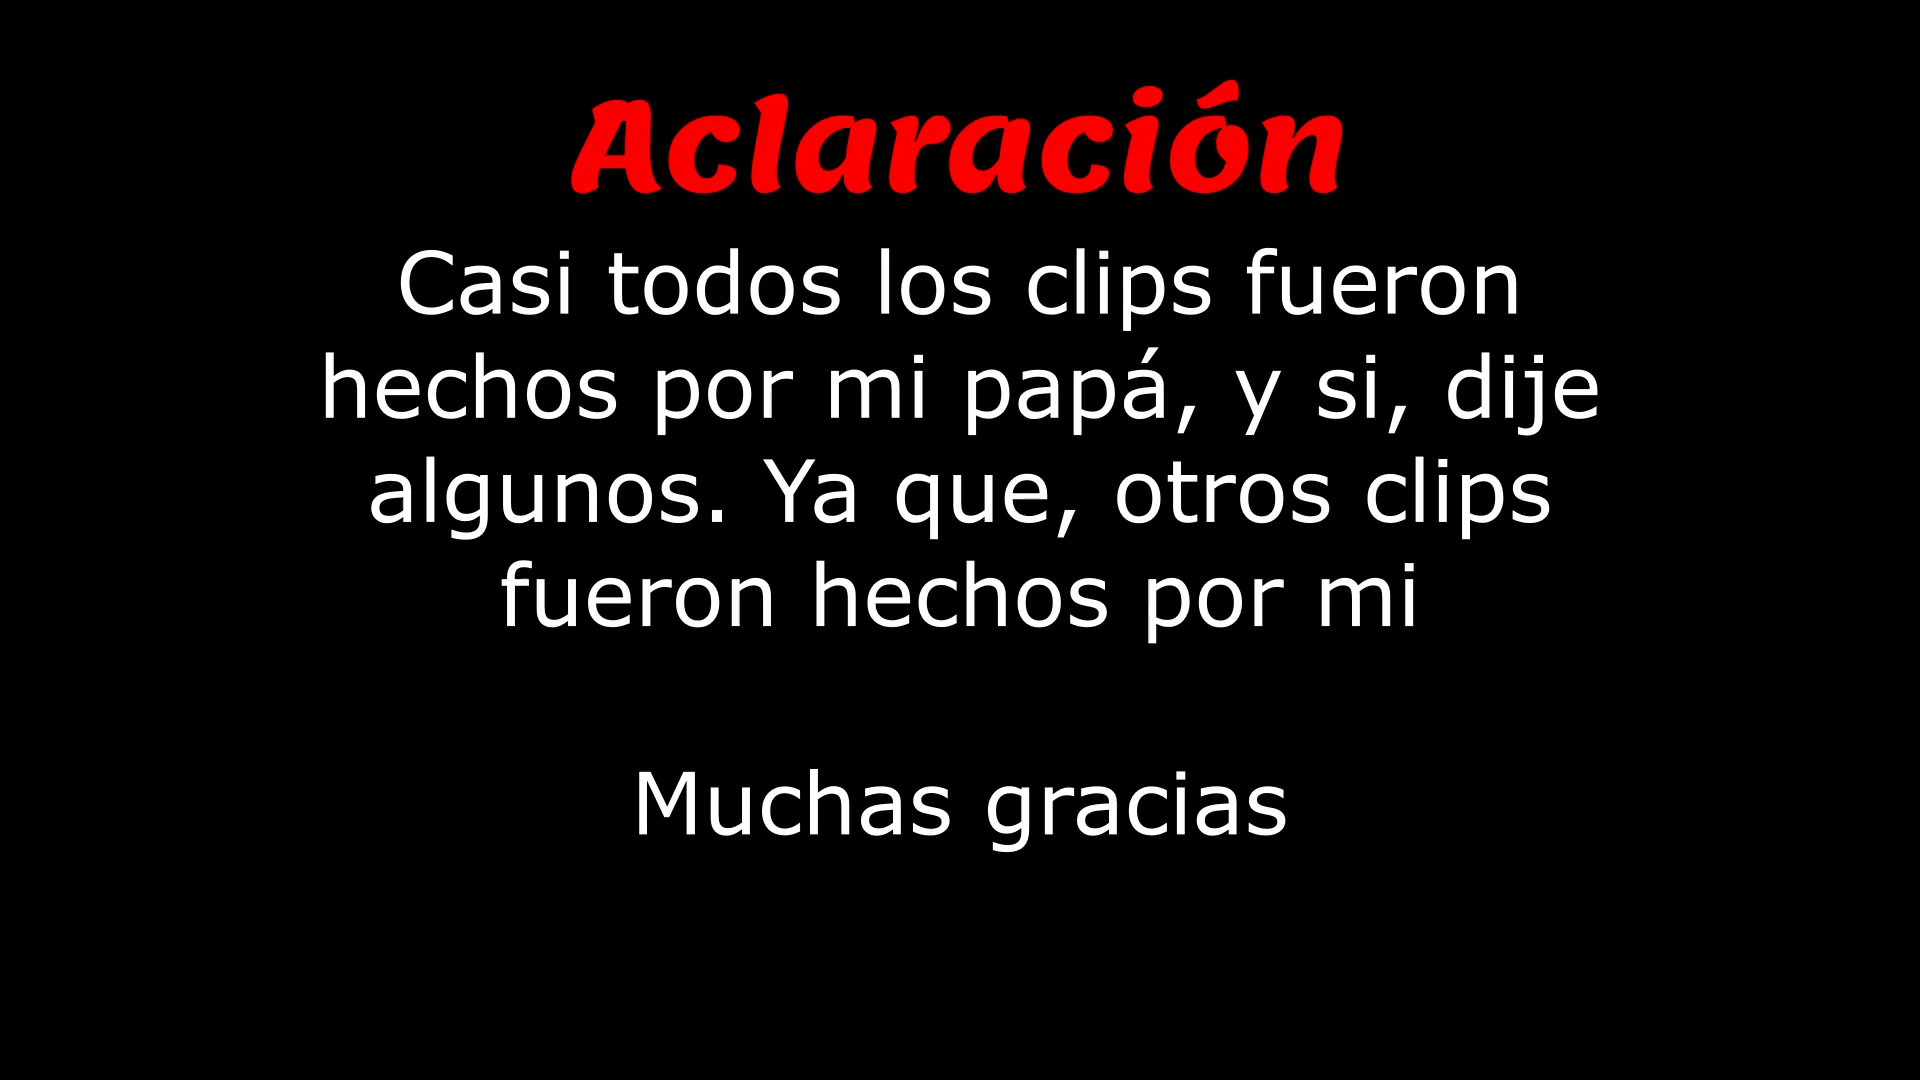 Aclaración
Casi todos los clips fueron
hechos por mi papá, y si, dije
algunos. Ya que, otros clips
fueron hechos por mi
Muchas gracias